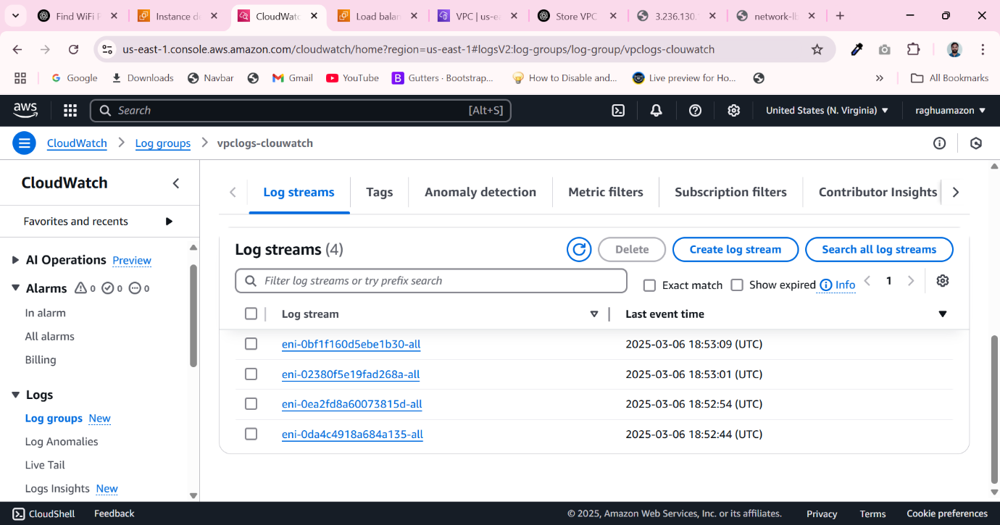 Find WiFi P
Instance de
CloudWatc
Load balan
VPC | us-ea
Store VPC
3.236.130.
network-lb
us-east-1.console.aws.amazon.com/cloudwatch/home?region=us-east-1#logsV2:log-groups/log-group/vpclogs-clouwatch
Google
Downloads
Navbar
Gmail
YouTube
Gutters · Bootstrap...
How to Disable and...
Live preview for Ho...
All Bookmarks
aws
Search
[Alt+S]
United States (N. Virginia)
raghuamazon
CloudWatch
Log groups
vpclogs-clouwatch
CloudWatch
Favorites and recents
AI Operations Preview
Alarms 0 0 0
In alarm
All alarms
Billing
Logs
Log groups New
Log Anomalies
Live Tail
Logs Insights New
Log streams
Tags
Anomaly detection
Metric filters
Subscription filters
Contributor Insights
Log streams (4)
Delete
Create log stream
Search all log streams
Filter log streams or try prefix search
Exact match
Show expired
Info
1
Log stream
Last event time
eni-0bf1f160d5ebe1b30-all 2025-03-06 18:53:09 (UTC)
eni-02380f5e19fad268a-all 2025-03-06 18:53:01 (UTC)
eni-0ea2fd8a60073815d-all 2025-03-06 18:52:54 (UTC)
eni-0da4c4918a684a135-all 2025-03-06 18:52:44 (UTC)
CloudShell
Feedback
© 2025, Amazon Web Services, Inc. or its affiliates.
Privacy
Terms
Cookie preferences